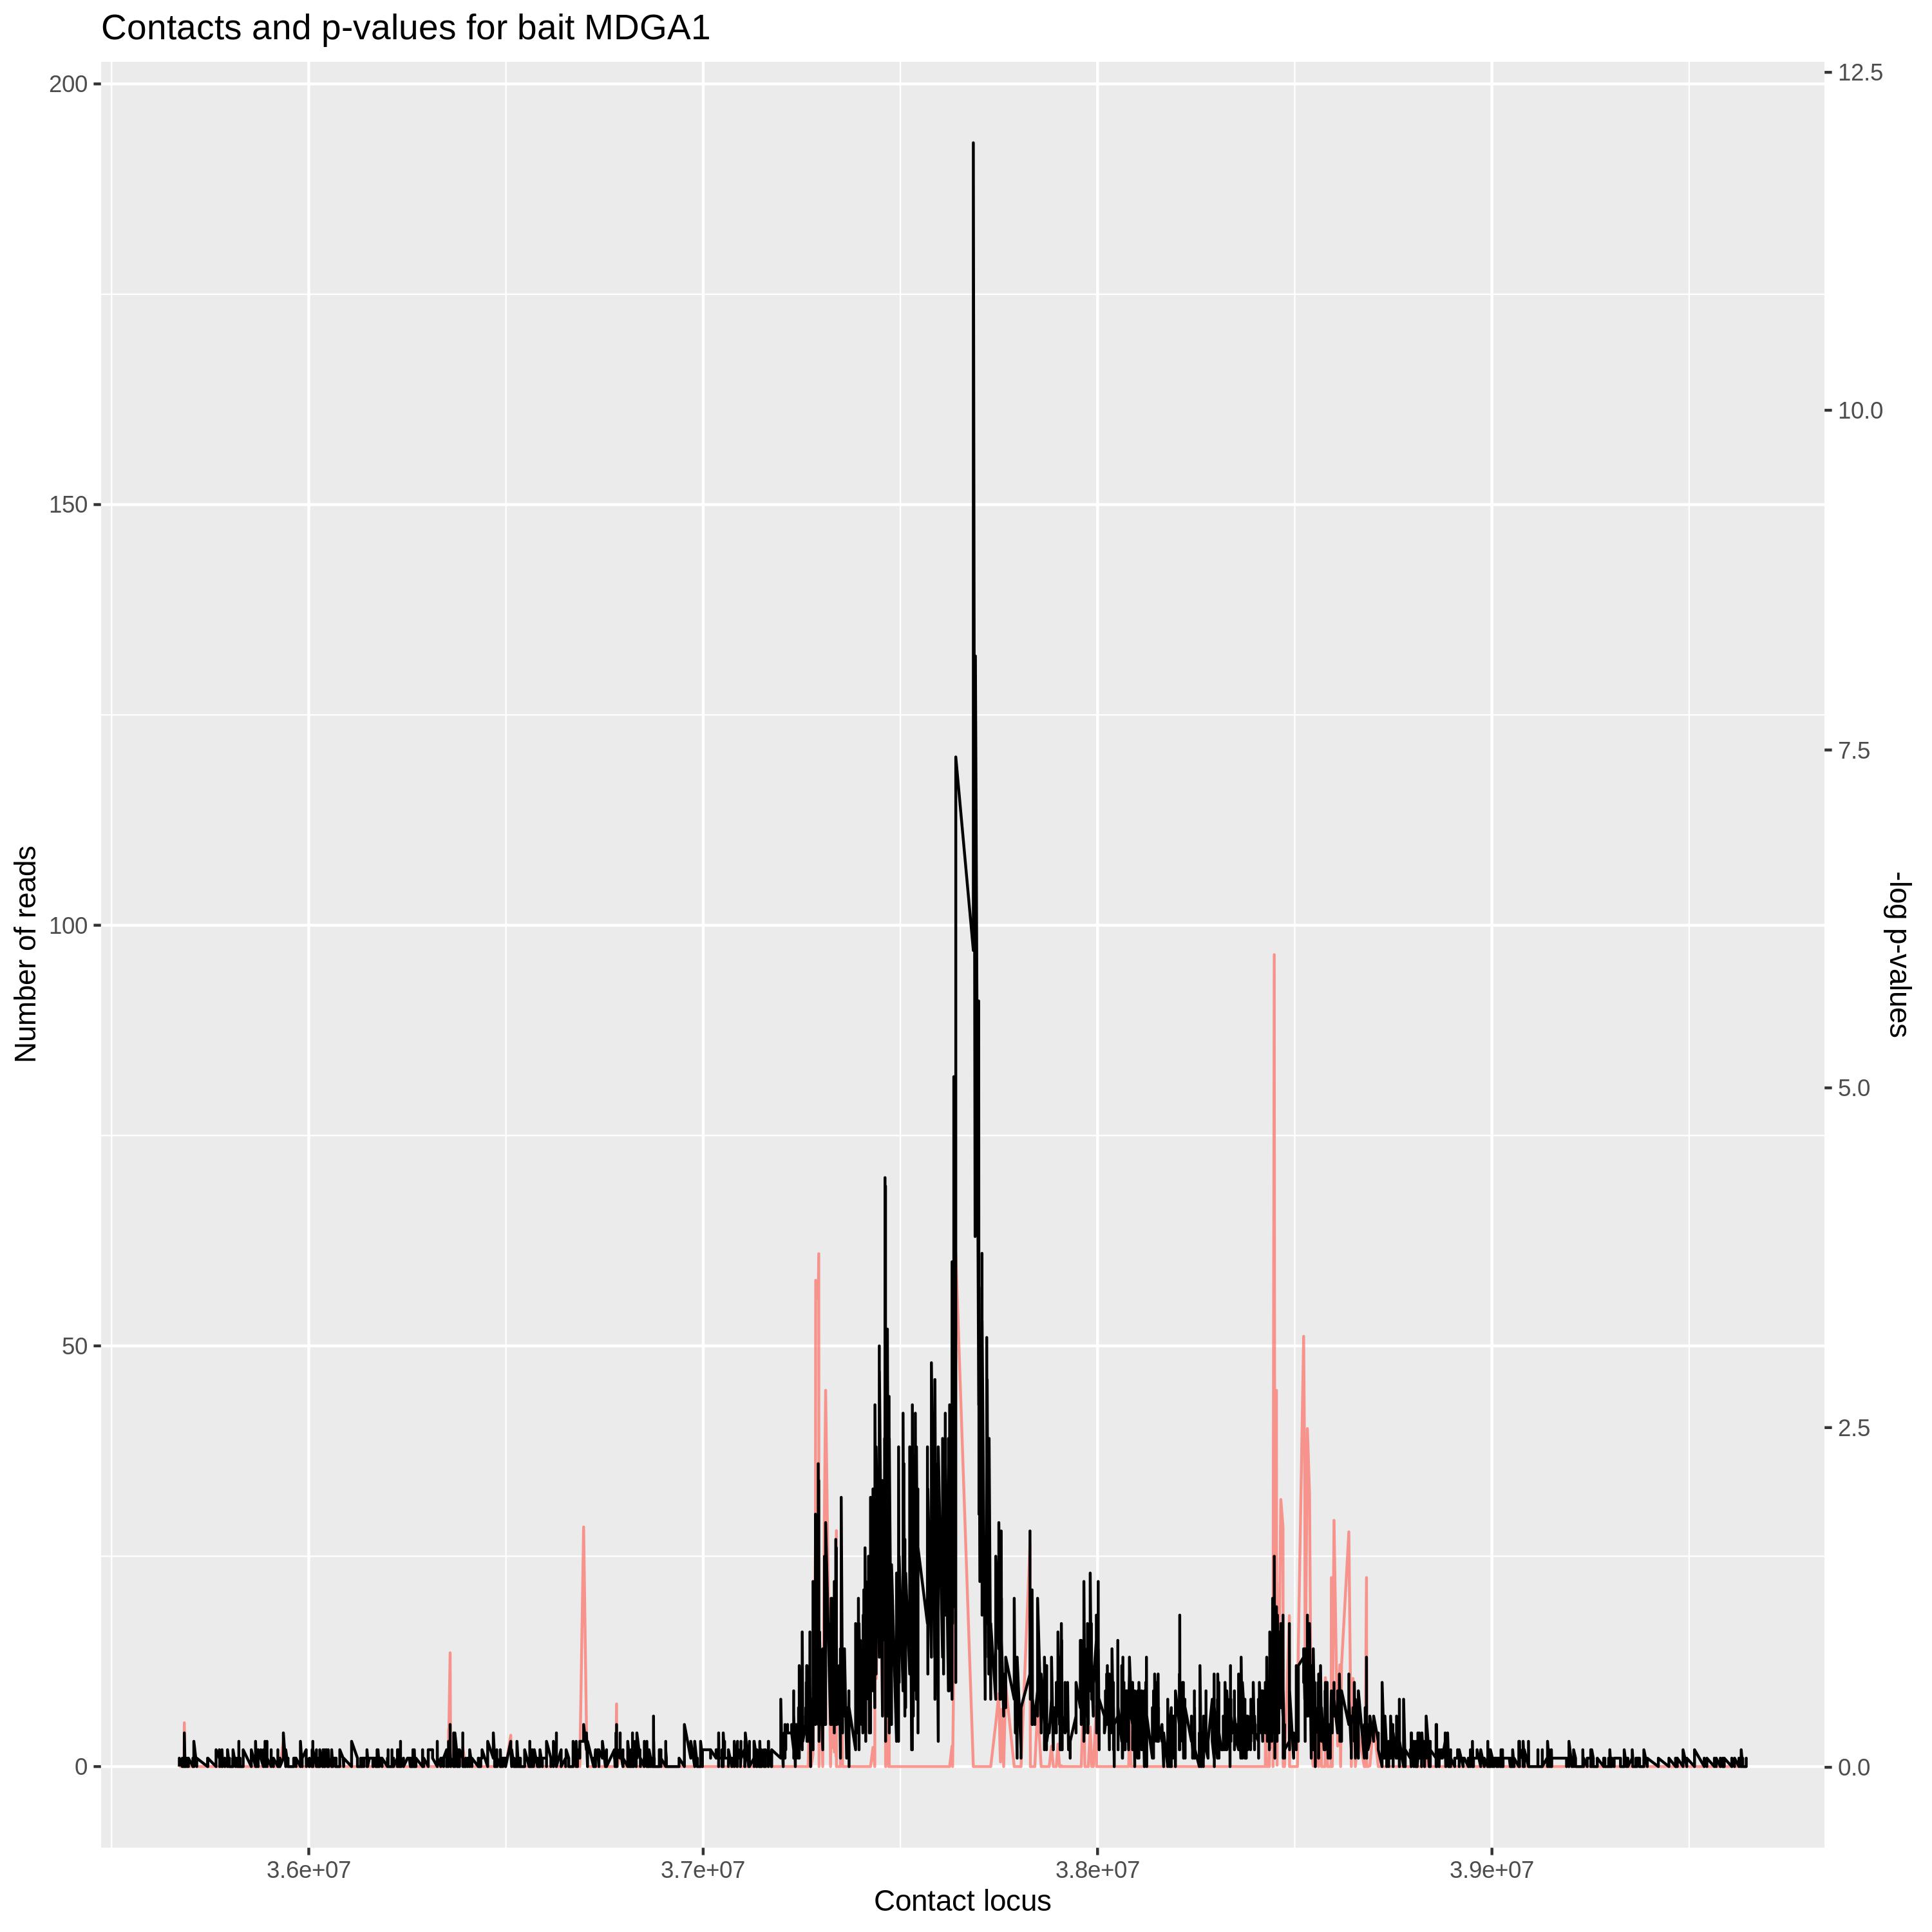 Contacts and p-values for bait MDGA1
200
150
100
50
0
Number of reads
12.5
10.0
7.5
5.0
2.5
0.0
-log p-values
3.6e+07
3.7e+07
3.8e+07
3.9e+07
Contact locus